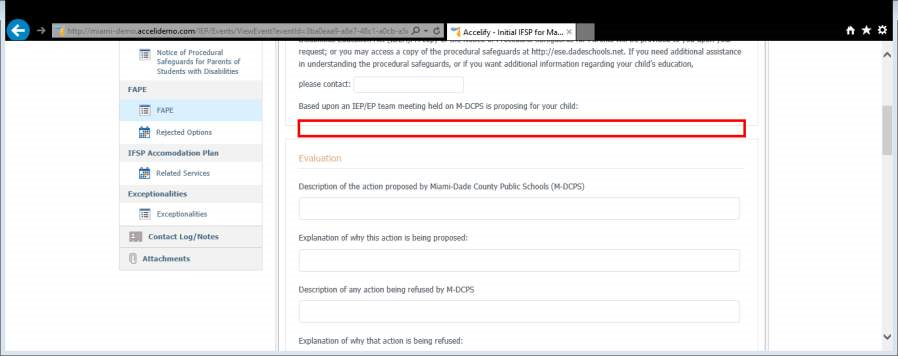 http://miami-demo.accelidemo.com/IEP/Events/ViewEvent?eventId=
Accelify - Initial IFSP for Ma...
Notice of Procedural
Safeguards for Parents of
Students with Disabilities
FAPE
FAPE
Rejected Options
IFSP Accomodation Plan
Related Services
Exceptionalities
Exceptionalities
Contact Log/Notes
Attachments
request; or you may access a copy of the procedural safeguards at http://ese.dadeschools.net. If you need additional assistance
in understanding the procedural safeguards, or if you want additional information regarding your child's education,
please contact:
Based upon an IEP/EP team meeting held on M-DCPS is proposing for your child:
Evaluation
Description of the action proposed by Miami-Dade County Public Schools (M-DCPS)
Explanation of why this action is being proposed:
Description of any action being refused by M-DCPS
Explanation of why that action is being refused: